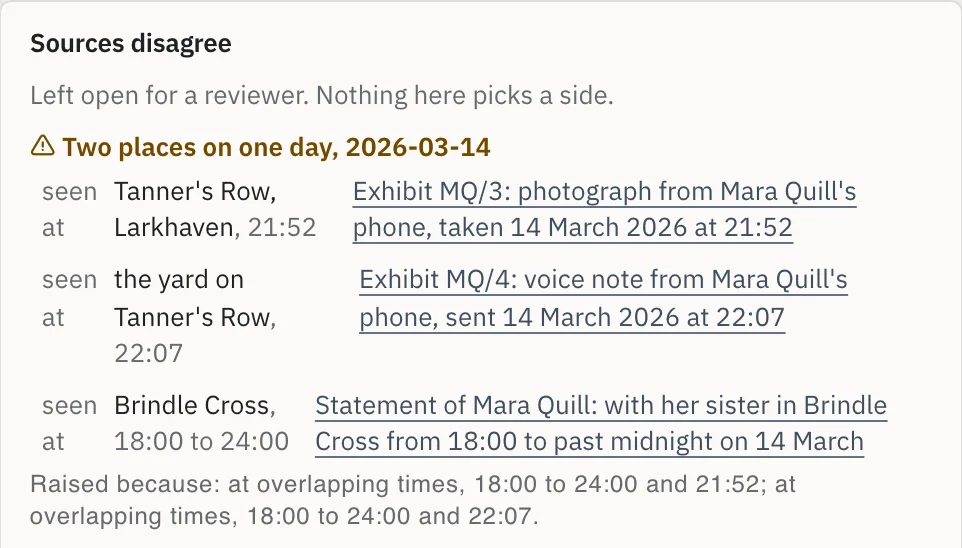 Sources disagree
Left open for a reviewer. Nothing here picks a side.
Two places on one day, 2026-03-14
seen at Tanner's Row, Larkhaven, 21:52 Exhibit MQ/3: photograph from Mara Quill's phone, taken 14 March 2026 at 21:52
seen at the yard on Tanner's Row, 22:07 Exhibit MQ/4: voice note from Mara Quill's phone, sent 14 March 2026 at 22:07
seen at Brindle Cross, 18:00 to 24:00 Statement of Mara Quill: with her sister in Brindle Cross from 18:00 to past midnight on 14 March
Raised because: at overlapping times, 18:00 to 24:00 and 21:52; at
overlapping times, 18:00 to 24:00 and 22:07.